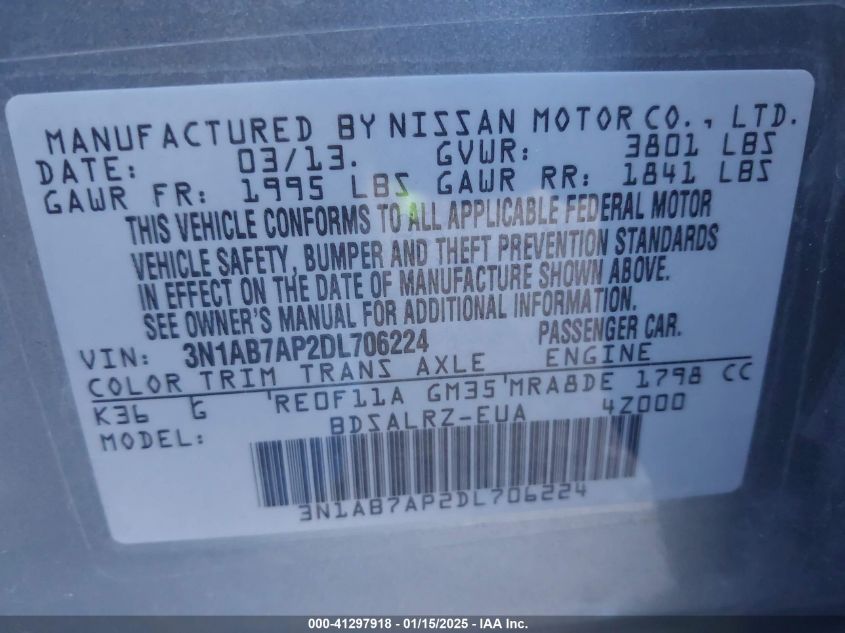 MANUFACTURED BY NISSAN MOTOR CO., LTD.
DATE: 03/13. GVWR: 3801 LBS
GAWR FR: 1995 LBS GAWR RR: 1841 LBS
THIS VEHICLE CONFORMS TO ALL APPLICABLE FEDERAL MOTOR
VEHICLE SAFETY, BUMPER AND THEFT PREVENTION STANDARDS
IN EFFECT ON THE DATE OF MANUFACTURE SHOWN ABOVE.
SEE OWNER'S MANUAL FOR ADDITIONAL INFORMATION.
VIN: 3N1AB7AP2DL706224 PASSENGER CAR.
COLOR TRIM TRANS AXLE ENGINE
K36 G RE0F11A GM35 MRA8DE 1798 CC
MODEL: BDSALRZ-EUA 4Z000
3N1AB7AP2DL706224
000-41297918 - 01/15/2025 - IAA Inc.